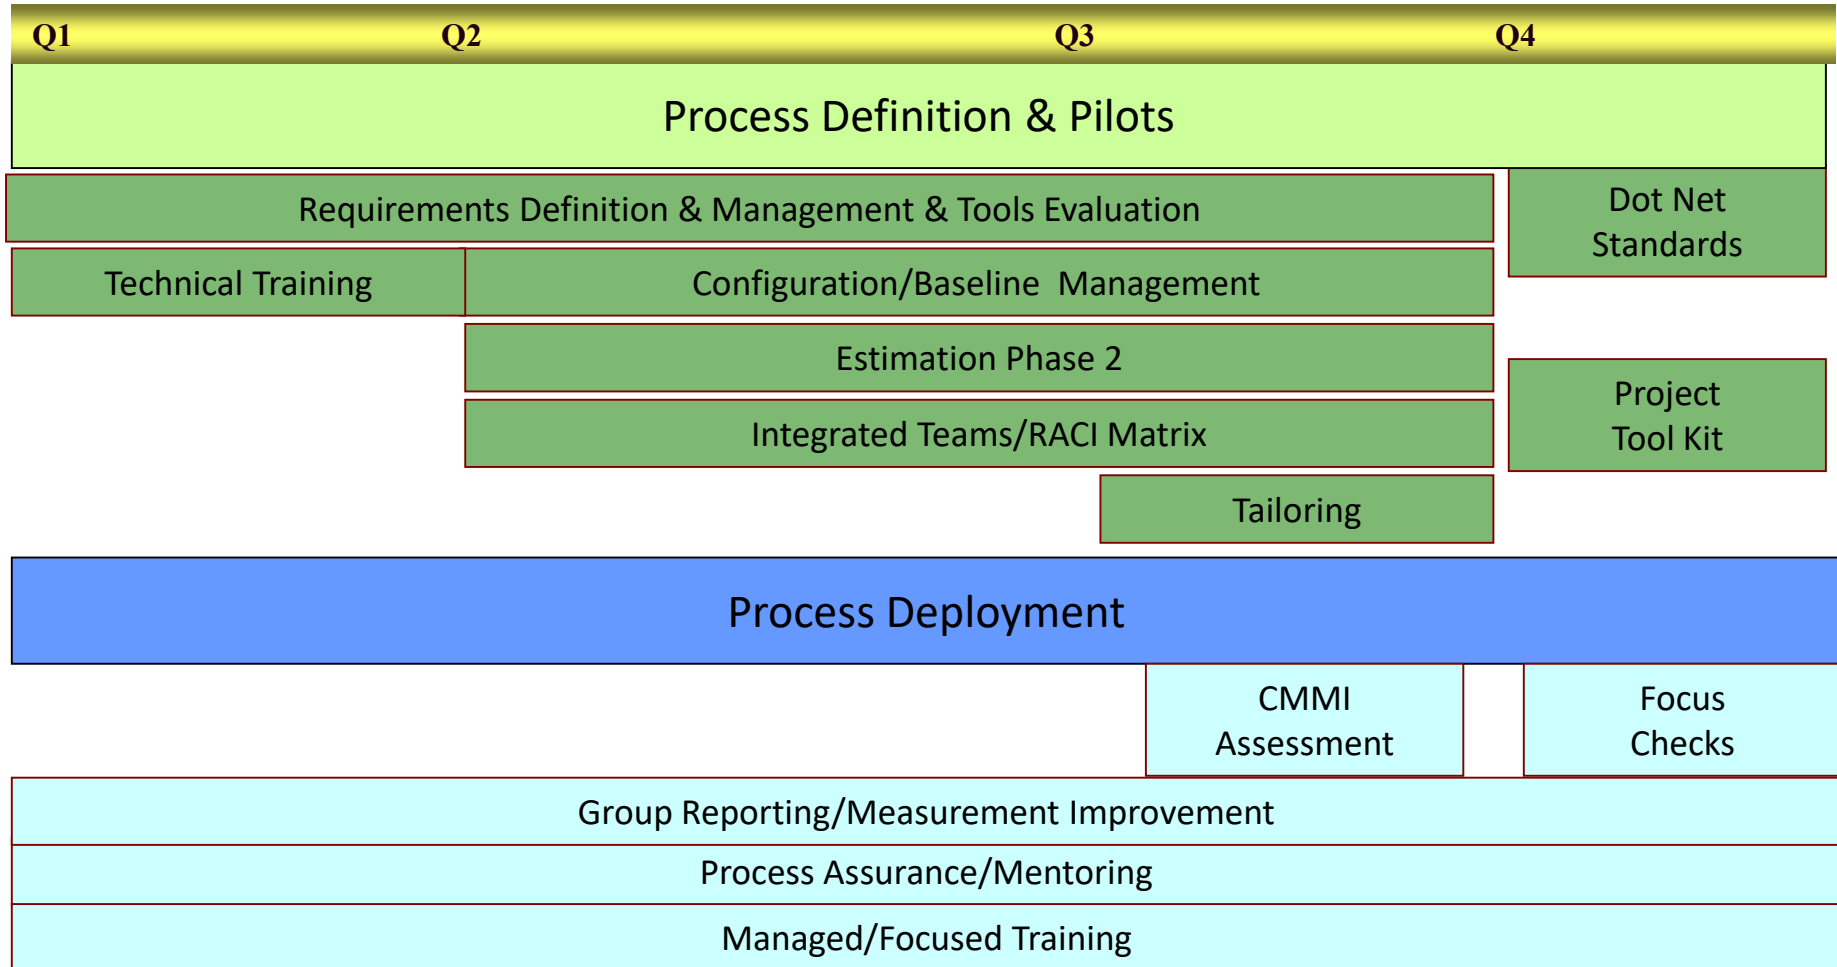 Q1 Q2 Q3 Q4
Process Definition & Pilots
Requirements Definition & Management & Tools Evaluation
Dot Net
Standards
Technical Training
Configuration/Baseline  Management
Estimation Phase 2
Integrated Teams/RACI Matrix
Project
Tool Kit
Tailoring
Process Deployment
CMMI
Assessment
Focus
Checks
Group Reporting/Measurement Improvement
Process Assurance/Mentoring
Managed/Focused Training